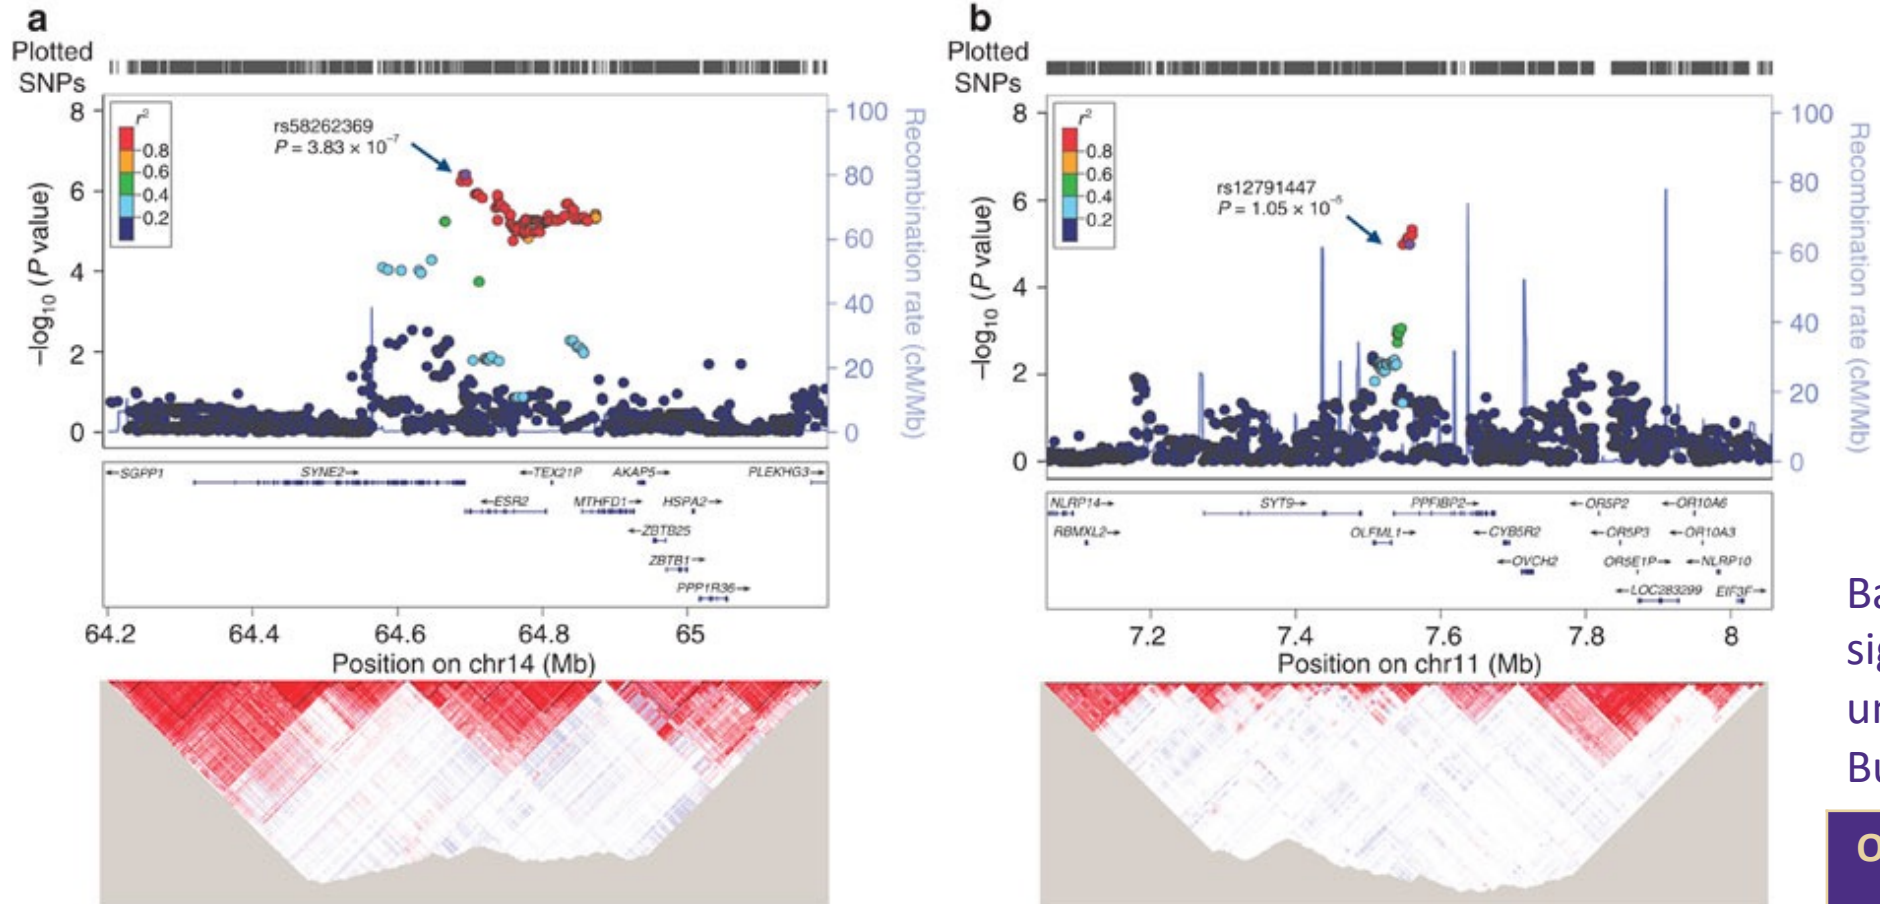 a
Plotted
SNPs
r²
0.8
0.6
0.4
0.2
rs58262369
P = 3.83 × 10⁻⁷
8
6
4
2
0
–log₁₀ (P value)
100
80
60
40
20
0
Recombination rate (cM/Mb)
←SGPP1
SYNE2→
←TEX21P
AKAP5→
PLEKHG3→
←ESR2
MTHFD1→
HSPA2→
←ZBTB25
ZBTB1→
PPP1R36→
64.2
64.4
64.6
64.8
65
Position on chr14 (Mb)
b
Plotted
SNPs
r²
0.8
0.6
0.4
0.2
rs12791447
P = 1.05 × 10⁻⁵
8
6
4
2
0
–log₁₀ (P value)
100
80
60
40
20
0
Recombination rate (cM/Mb)
NLRP14→
SYT9→
PPFIBP2→
←OR5P2
←OR10A6
RBMXL2→
OLFML1→
←CYB5R2
←OR5P3
←OR10A3
←OVCH2
OR5E1P→
←NLRP10
←LOC283299
EIF3F→
7.2
7.4
7.6
7.8
8
Position on chr11 (Mb)
Ba
sig
Bu
O